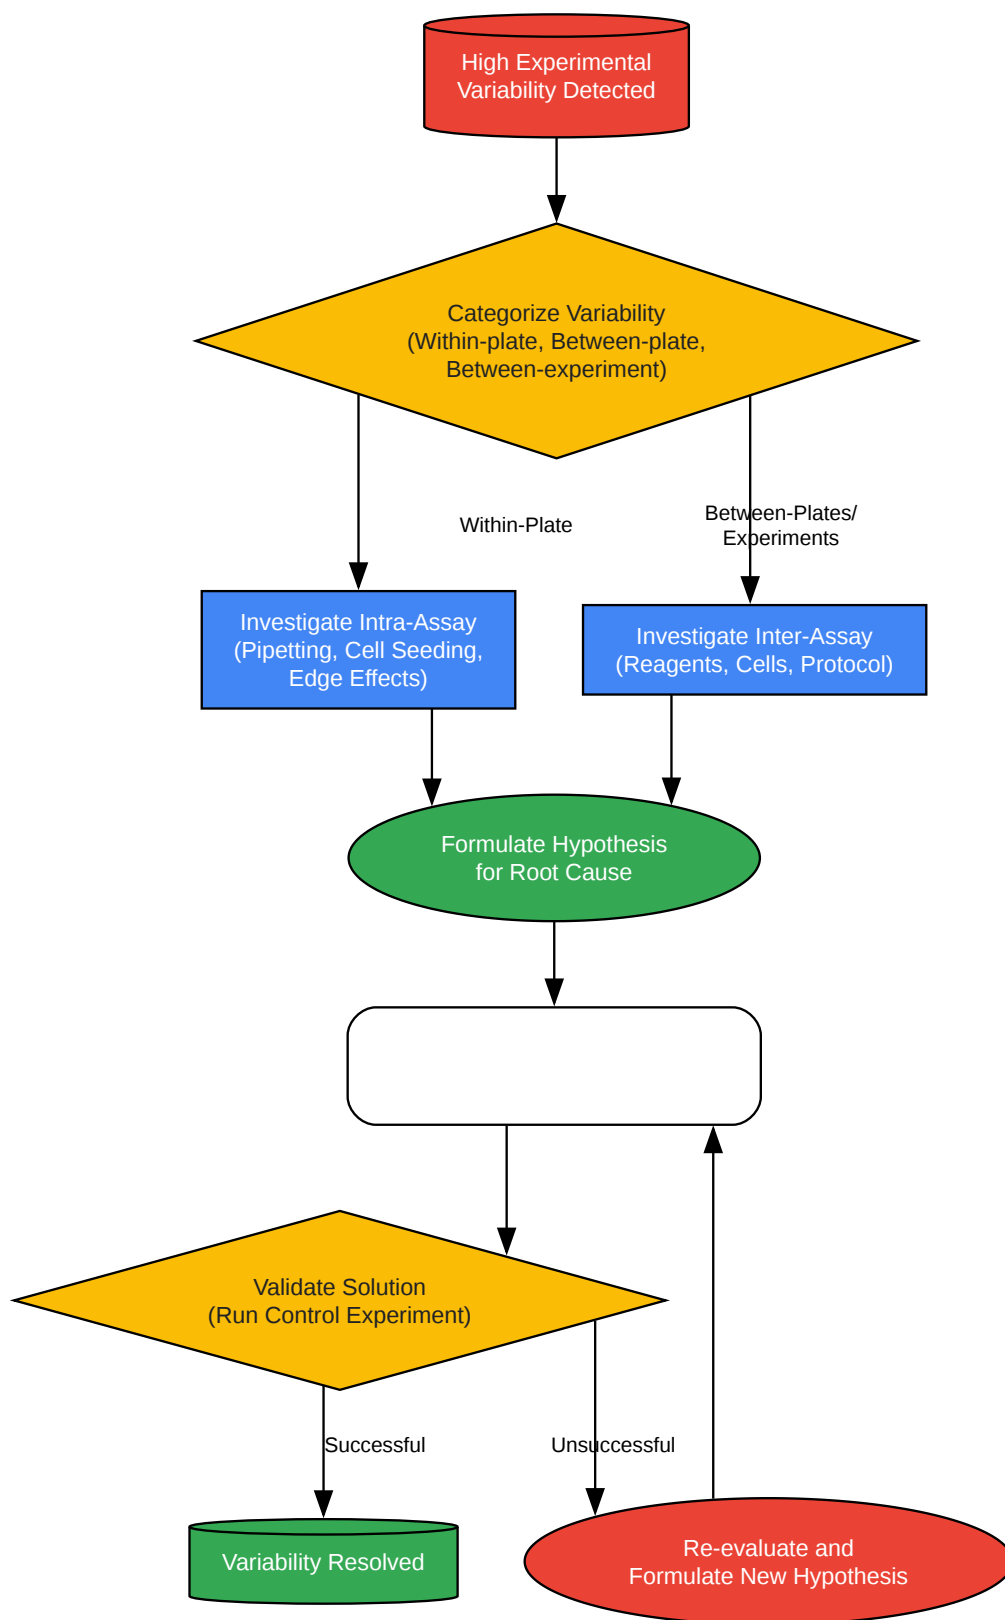 High Experimental
Variability Detected
Categorize Variability
(Within-plate, Between-plate,
Between-experiment)
Within-Plate
Between-Plates/
Experiments
Investigate Intra-Assay
(Pipetting, Cell Seeding,
Edge Effects)
Investigate Inter-Assay
(Reagents, Cells, Protocol)
Formulate Hypothesis
for Root Cause
Validate Solution
(Run Control Experiment)
Successful
Unsuccessful
Variability Resolved
Re-evaluate and
Formulate New Hypothesis